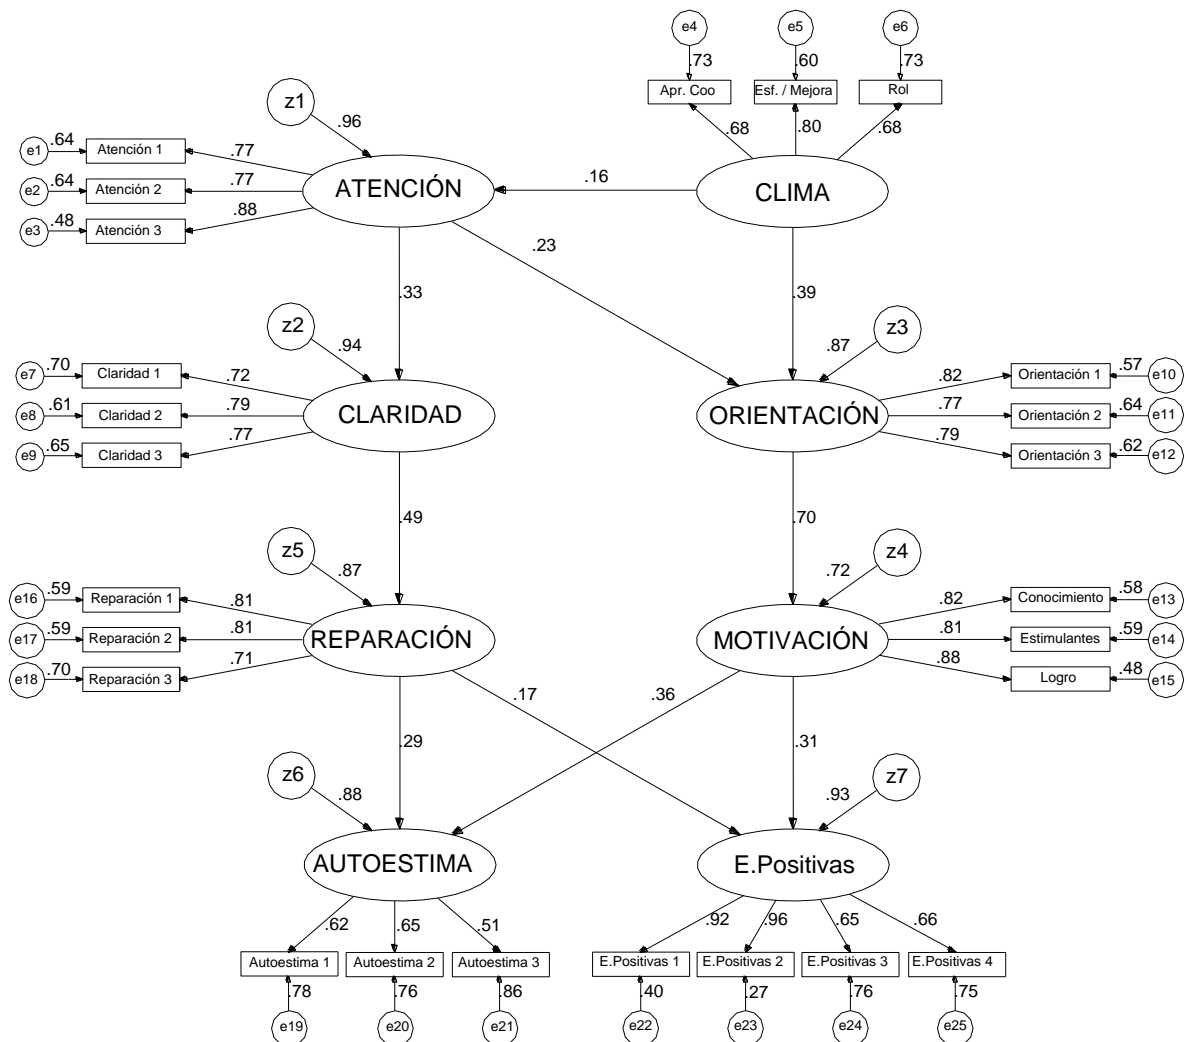 e4 e5 e6
.73 .60 .73
Apr. Coo Esf. / Mejora Rol
.68 .80 .68
z1
.96
e1 .64 Atención 1 .77
e2 .64 Atención 2 .77
e3 .48 Atención 3 .88
ATENCIÓN
.16
CLIMA
.23
.33
.39
z2
.94
z3
.87
e7 .70 Claridad 1 .72
e8 .61 Claridad 2 .79
e9 .65 Claridad 3 .77
CLARIDAD
ORIENTACIÓN
.82 Orientación 1 .57 e10
.77 Orientación 2 .64 e11
.79 Orientación 3 .62 e12
.49
.70
z5
.87
z4
.72
e16 .59 Reparación 1 .81
e17 .59 Reparación 2 .81
e18 .70 Reparación 3 .71
REPARACIÓN
MOTIVACIÓN
.82 Conocimiento .58 e13
.81 Estimulantes .59 e14
.88 Logro .48 e15
.17
.36
.29
.31
z6
.88
z7
.93
AUTOESTIMA
E.Positivas
.62 .65 .51
.92 .96 .65 .66
Autoestima 1 Autoestima 2 Autoestima 3
E.Positivas 1 E.Positivas 2 E.Positivas 3 E.Positivas 4
.78 .76 .86
.40 .27 .76 .75
e19 e20 e21
e22 e23 e24 e25